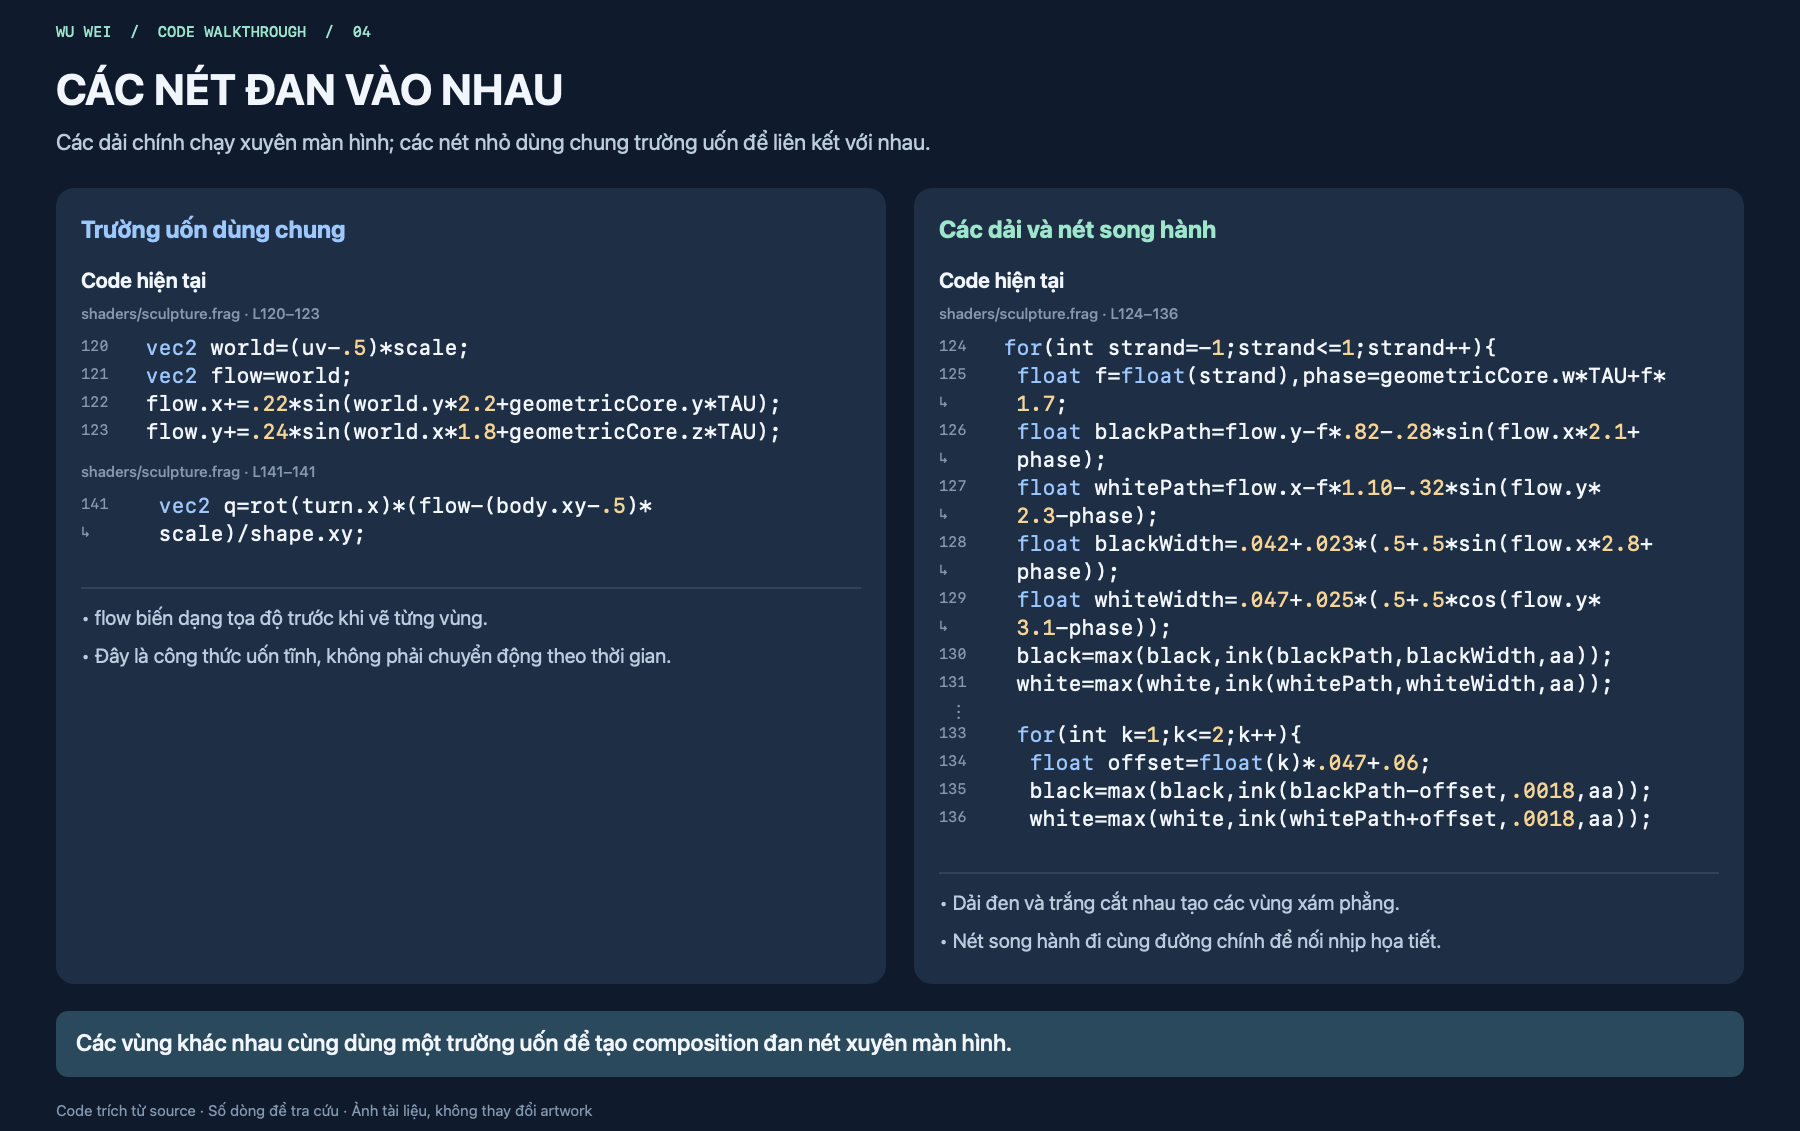 WU WEI / CODE WALKTHROUGH / 04
CÁC NÉT ĐAN VÀO NHAU
Các dải chính chạy xuyên màn hình; các nét nhỏ dùng chung trường uốn để liên kết với nhau.
Trường uốn dùng chung
Code hiện tại
shaders/sculpture.frag · L120–123
120 vec2 world=(uv-.5)*scale;
121 vec2 flow=world;
122 flow.x+=.22*sin(world.y*2.2+geometricCore.y*TAU);
123 flow.y+=.24*sin(world.x*1.8+geometricCore.z*TAU);
shaders/sculpture.frag · L141–141
141 vec2 q=rot(turn.x)*(flow-(body.xy-.5)*
↳ scale)/shape.xy;
• flow biến dạng tọa độ trước khi vẽ từng vùng.
• Đây là công thức uốn tĩnh, không phải chuyển động theo thời gian.
Các dải và nét song hành
Code hiện tại
shaders/sculpture.frag · L124–136
124 for(int strand=-1;strand<=1;strand++){
125 float f=float(strand),phase=geometricCore.w*TAU+f*
↳ 1.7;
126 float blackPath=flow.y-f*.82-.28*sin(flow.x*2.1+
↳ phase);
127 float whitePath=flow.x-f*1.10-.32*sin(flow.y*
↳ 2.3-phase);
128 float blackWidth=.042+.023*(.5+.5*sin(flow.x*2.8+
↳ phase));
129 float whiteWidth=.047+.025*(.5+.5*cos(flow.y*
↳ 3.1-phase));
130 black=max(black,ink(blackPath,blackWidth,aa));
131 white=max(white,ink(whitePath,whiteWidth,aa));
⋮
133 for(int k=1;k<=2;k++){
134 float offset=float(k)*.047+.06;
135 black=max(black,ink(blackPath-offset,.0018,aa));
136 white=max(white,ink(whitePath+offset,.0018,aa));
• Dải đen và trắng cắt nhau tạo các vùng xám phẳng.
• Nét song hành đi cùng đường chính để nối nhịp họa tiết.
Các vùng khác nhau cùng dùng một trường uốn để tạo composition đan nét xuyên màn hình.
Code trích từ source · Số dòng để tra cứu · Ảnh tài liệu, không thay đổi artwork